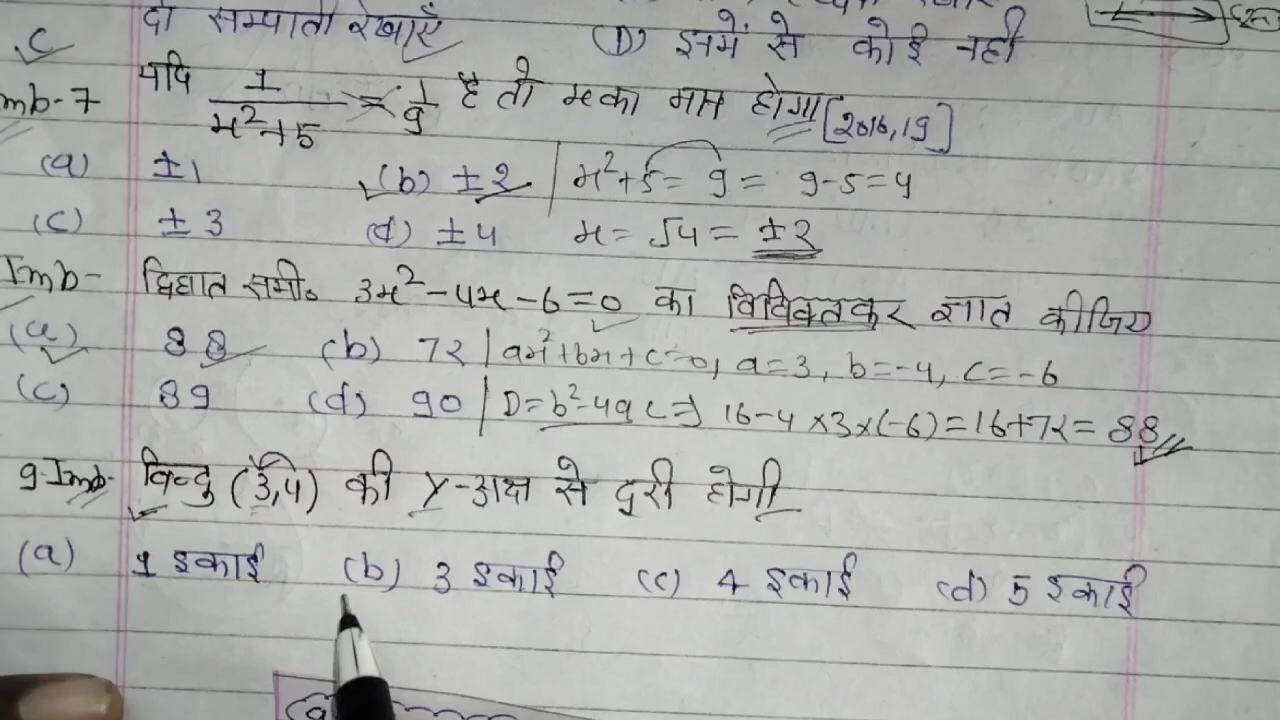 दो सम्पाती रेखाएँ (D) इनमें से कोई नही
C
mb-7 यदि 1/x²+5 = 1/9 है तो x का मान होगा [2016,19]
(a) ±1 (b) ±2 | x²+5 = 9 = 9-5=4
(C) ±3 (d) ±4 x = √4 = ±2
Imb- द्विघात समी० 3x²-4x-6=0 का विविक्तकर ज्ञात कीजिए
(a) 88 (b) 72 | ax²+bx+c=0, a=3, b=-4, c=-6
(c) 89 (d) 90 | D=b²-4ac ⇒ 16-4×3×(-6)=16+72=88
9-Imb- बिन्दु (3,4) की y-अक्ष से दुरी होगी
(a) 1 इकाई (b) 3 इकाई (c) 4 इकाई (d) 5 इकाई
(a